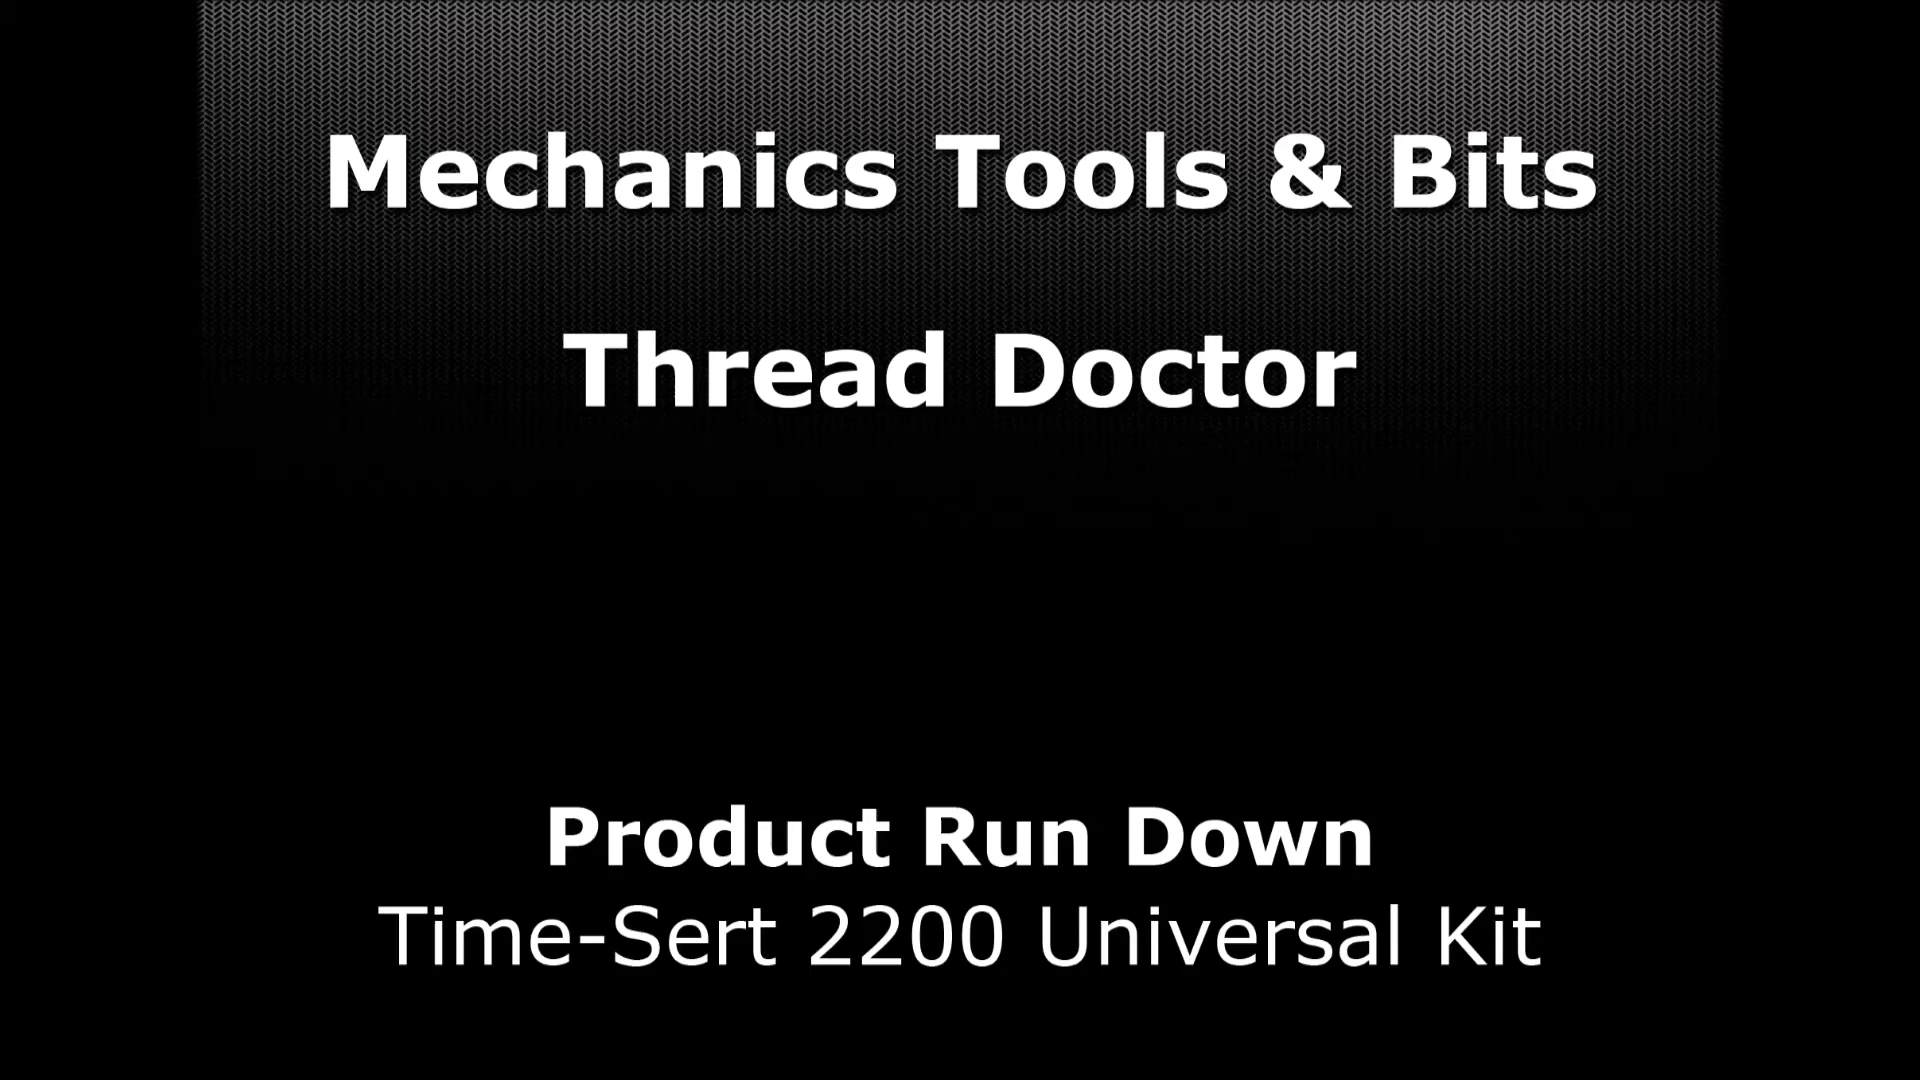 Mechanics Tools & Bits
Thread Doctor
Product Run Down
Time-Sert 2200 Universal Kit